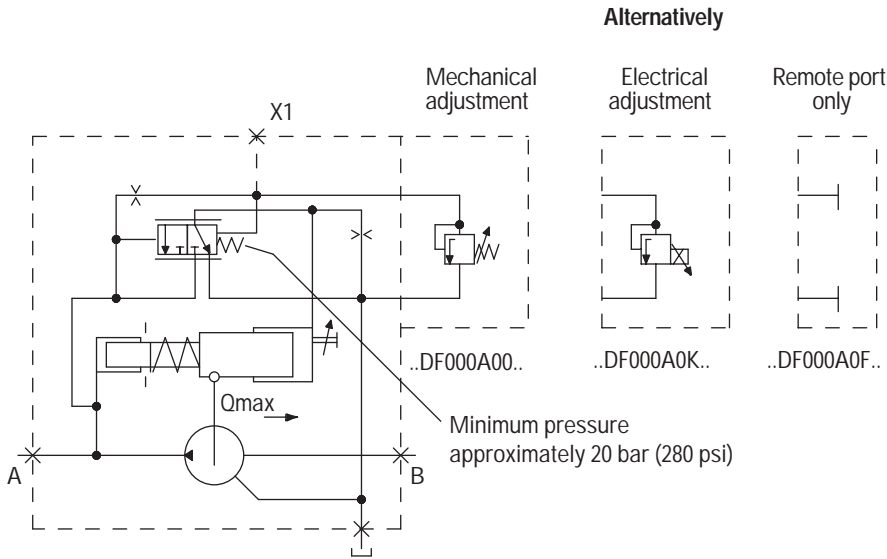 Alternatively
Mechanical
adjustment
Electrical
adjustment
Remote port
only
X1
..DF000A00..
..DF000A0K..
..DF000A0F..
Qmax
Minimum pressure
approximately 20 bar (280 psi)
A
B